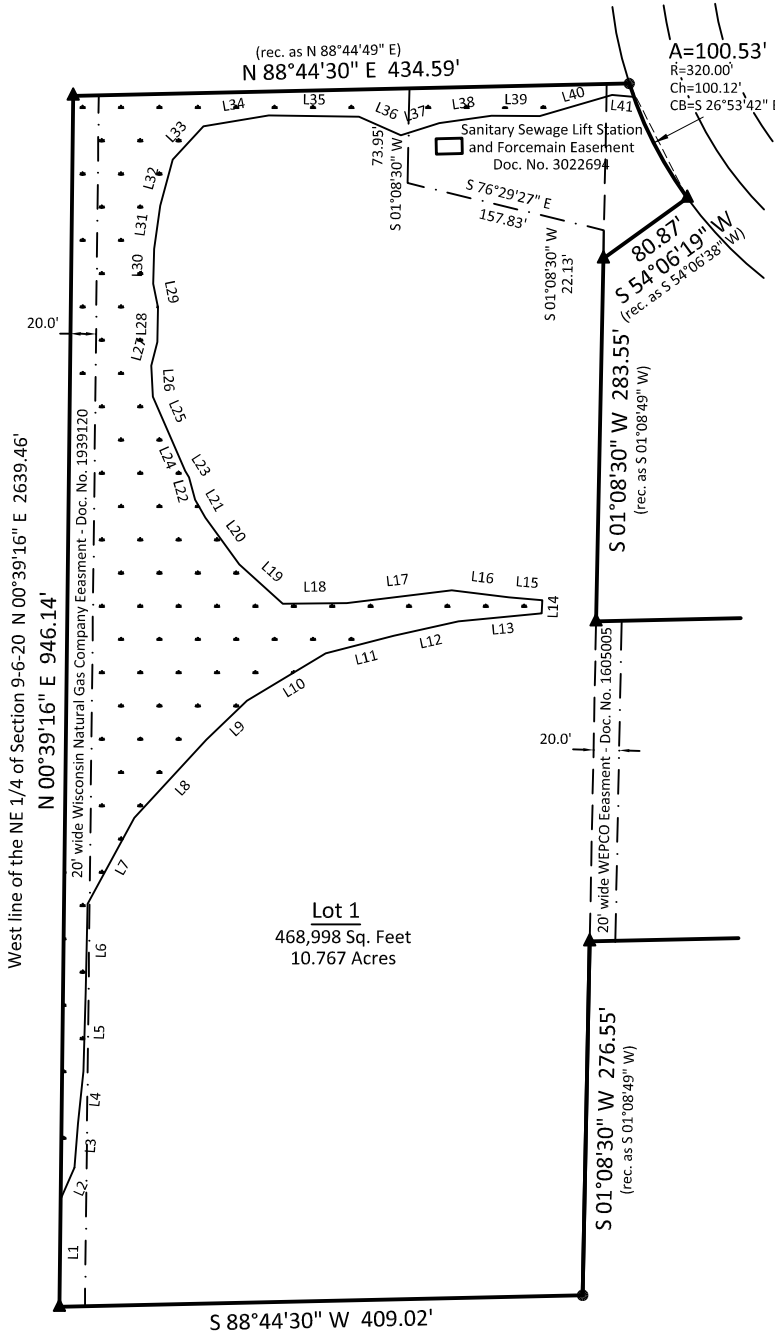 (rec. as N 88°44'49" E)
N 88°44'30" E 434.59'
A=100.53'
R=320.00'
Ch=100.12'
CB=S 26°53'42" E
L33
L34
L35
L36
L37
L38
L39
L40
L41
Sanitary Sewage Lift Station
and Forcemain Easement
Doc. No. 3022694
73.95'
S 01°08'30" W
S 76°29'27" E
157.83'
S 01°08'30" W
22.13'
80.87'
S 54°06'19" W
(rec. as S 54°06'38" W)
L32
L31
L30
L29
L28
L27
L26
L25
L24
L23
L22
L21
L20
L19
L18
L17
L16
L15
L14
L13
L12
L11
L10
L9
L8
L7
L6
L5
L4
L3
L2
L1
20.0'
S 01°08'30" W 283.55'
(rec. as S 01°08'49" W)
West line of the NE 1/4 of Section 9-6-20 N 00°39'16" E 2639.46'
N 00°39'16" E 946.14'
20' wide Wisconsin Natural Gas Company Eeasment - Doc. No. 1939120
20.0'
20' wide WEPCO Eeasment - Doc. No. 1605005
Lot 1
468,998 Sq. Feet
10.767 Acres
S 01°08'30" W 276.55'
(rec. as S 01°08'49" W)
S 88°44'30" W 409.02'